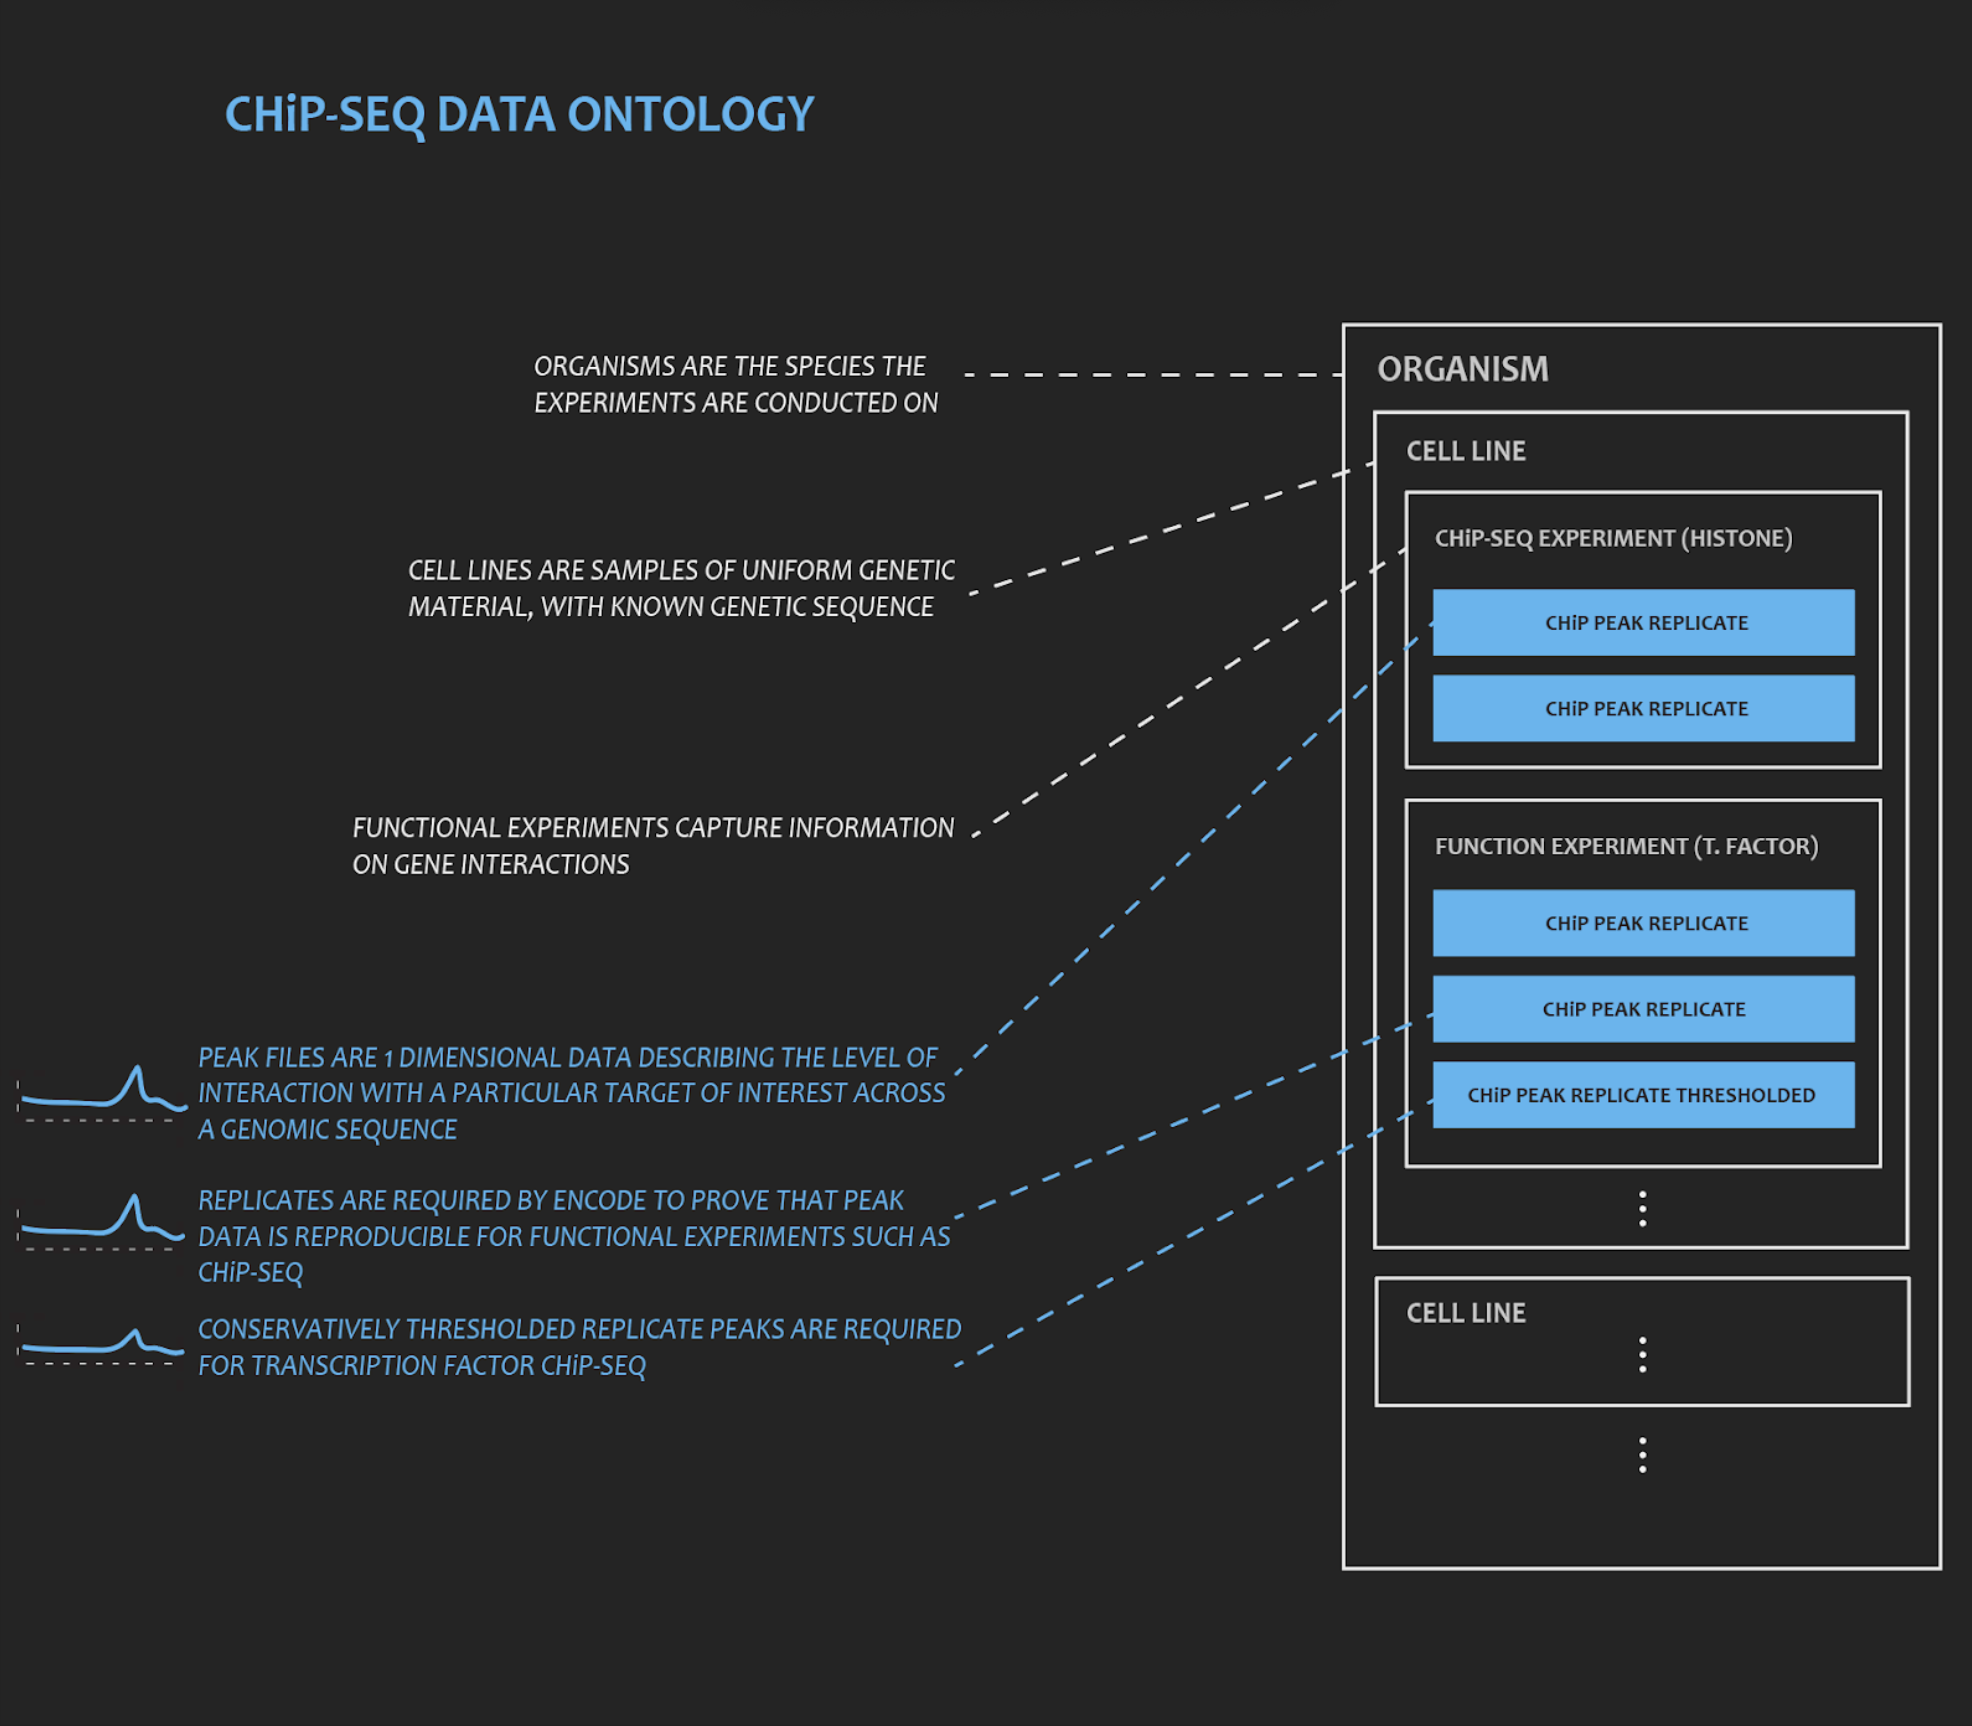 CHiP-SEQ DATA ONTOLOGY
ORGANISMS ARE THE SPECIES THE
EXPERIMENTS ARE CONDUCTED ON
CELL LINES ARE SAMPLES OF UNIFORM GENETIC
MATERIAL, WITH KNOWN GENETIC SEQUENCE
FUNCTIONAL EXPERIMENTS CAPTURE INFORMATION
ON GENE INTERACTIONS
PEAK FILES ARE 1 DIMENSIONAL DATA DESCRIBING THE LEVEL OF
INTERACTION WITH A PARTICULAR TARGET OF INTEREST ACROSS
A GENOMIC SEQUENCE
REPLICATES ARE REQUIRED BY ENCODE TO PROVE THAT PEAK
DATA IS REPRODUCIBLE FOR FUNCTIONAL EXPERIMENTS SUCH AS
CHiP-SEQ
CONSERVATIVELY THRESHOLDED REPLICATE PEAKS ARE REQUIRED
FOR TRANSCRIPTION FACTOR CHiP-SEQ
ORGANISM
CELL LINE
CHiP-SEQ EXPERIMENT (HISTONE)
CHiP PEAK REPLICATE
CHiP PEAK REPLICATE
FUNCTION EXPERIMENT (T. FACTOR)
CHiP PEAK REPLICATE
CHiP PEAK REPLICATE
CHiP PEAK REPLICATE THRESHOLDED
CELL LINE